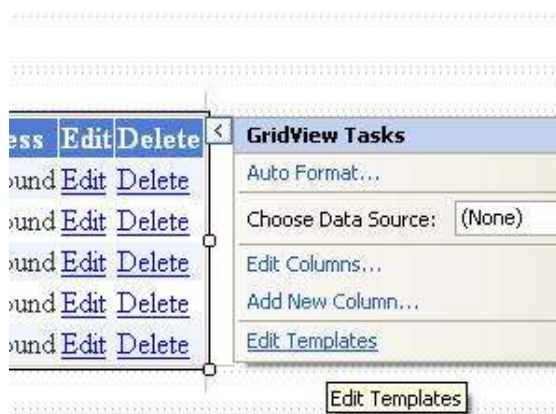 ess Edit Delete < GridView Tasks
ound Edit Delete Auto Format...
ound Edit Delete Choose Data Source: (None)
ound Edit Delete Edit Columns...
ound Edit Delete Add New Column...
ound Edit Delete Edit Templates
Edit Templates